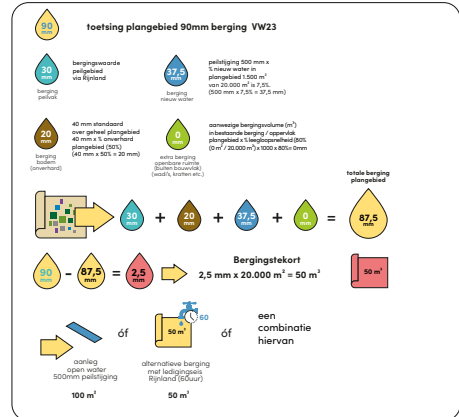 90
mm
toetsing plangebied 90mm berging VW23
30
mm
berging
peilvak
bergingswaarde
peilgebied
via Rijnland
37,5
mm
berging
nieuw water
peilstijging 500 mm x
% nieuw water in
plangebied 1.500 m²
van 20.000 m² is 7,5%.
(500 mm x 7,5% = 37,5 mm)
20
mm
berging
bodem
(onverhard)
40 mm standaard
over geheel plangebied
40 mm x % onverhard
plangebied (50%)
(40 mm x 50% = 20 mm)
0
mm
extra berging
openbare ruimte
(buiten bouwvlak)
(wadi's, kratten etc.)
aanwezige bergingsvolume (m³)
in bestaande berging / oppervlak
plangebied x % leegloopsnelheid (80%
(0 m³ / 20.000 m²) x 1000 x 80%= 0mm
totale berging
plangebied
30
mm
+
20
mm
+
37,5
mm
+
0
mm
=
87,5
mm
90
mm
-
87,5
mm
=
2,5
mm
Bergingstekort
2,5 mm x 20.000 m² = 50 m³
50 m³
aanleg
open water
500mm peilstijging
100 m²
óf
60
50 m³
alternatieve berging
met ledigingseis
Rijnland (60uur)
50 m³
óf
een
combinatie
hiervan